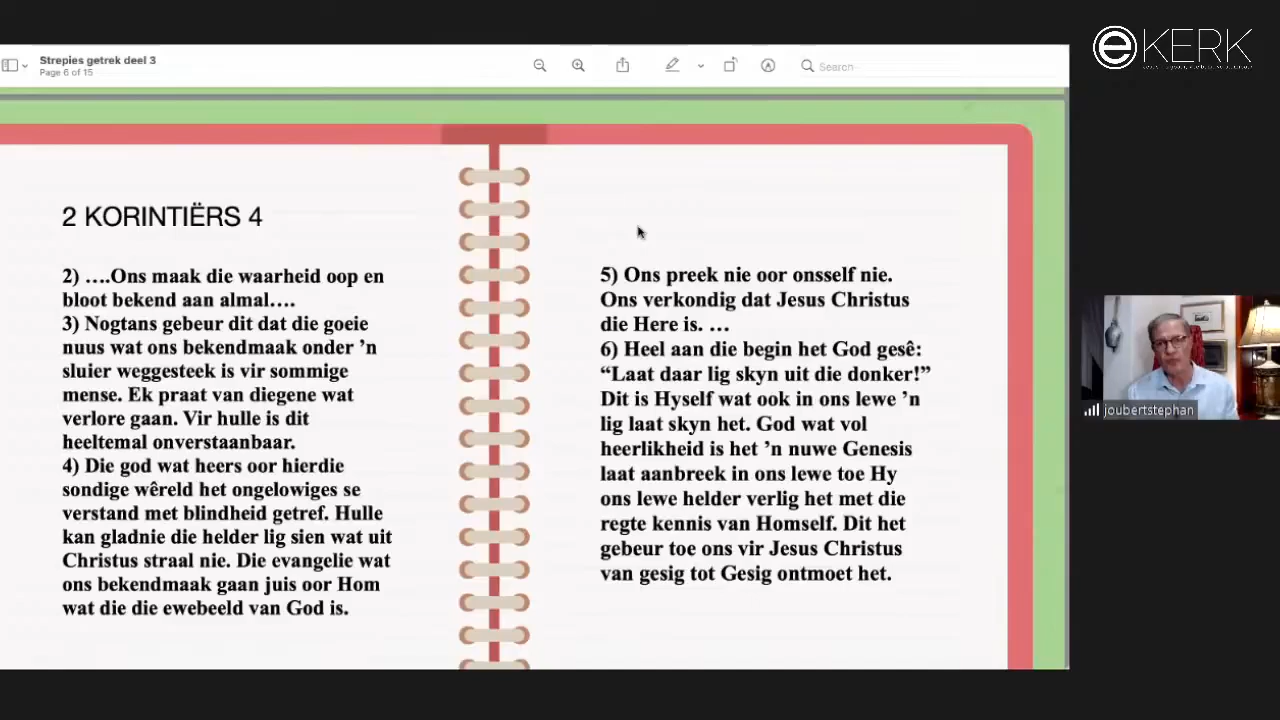 Strepies getrek deel 3
Page 6 of 15
Search
eKERK
2 KORINTIËRS 4
2) ….Ons maak die waarheid oop en
bloot bekend aan almal….
3) Nogtans gebeur dit dat die goeie
nuus wat ons bekendmaak onder ’n
sluier weggesteek is vir sommige
mense. Ek praat van diegene wat
verlore gaan. Vir hulle is dit
heeltemal onverstaanbaar.
4) Die god wat heers oor hierdie
sondige wêreld het ongelowiges se
verstand met blindheid getref. Hulle
kan gladnie die helder lig sien wat uit
Christus straal nie. Die evangelie wat
ons bekendmaak gaan juis oor Hom
wat die die ewebeeld van God is.
5) Ons preek nie oor onsself nie.
Ons verkondig dat Jesus Christus
die Here is. …
6) Heel aan die begin het God gesê:
“Laat daar lig skyn uit die donker!”
Dit is Hyself wat ook in ons lewe ’n
lig laat skyn het. God wat vol
heerlikheid is het ’n nuwe Genesis
laat aanbreek in ons lewe toe Hy
ons lewe helder verlig het met die
regte kennis van Homself. Dit het
gebeur toe ons vir Jesus Christus
van gesig tot Gesig ontmoet het.
joubertstephan